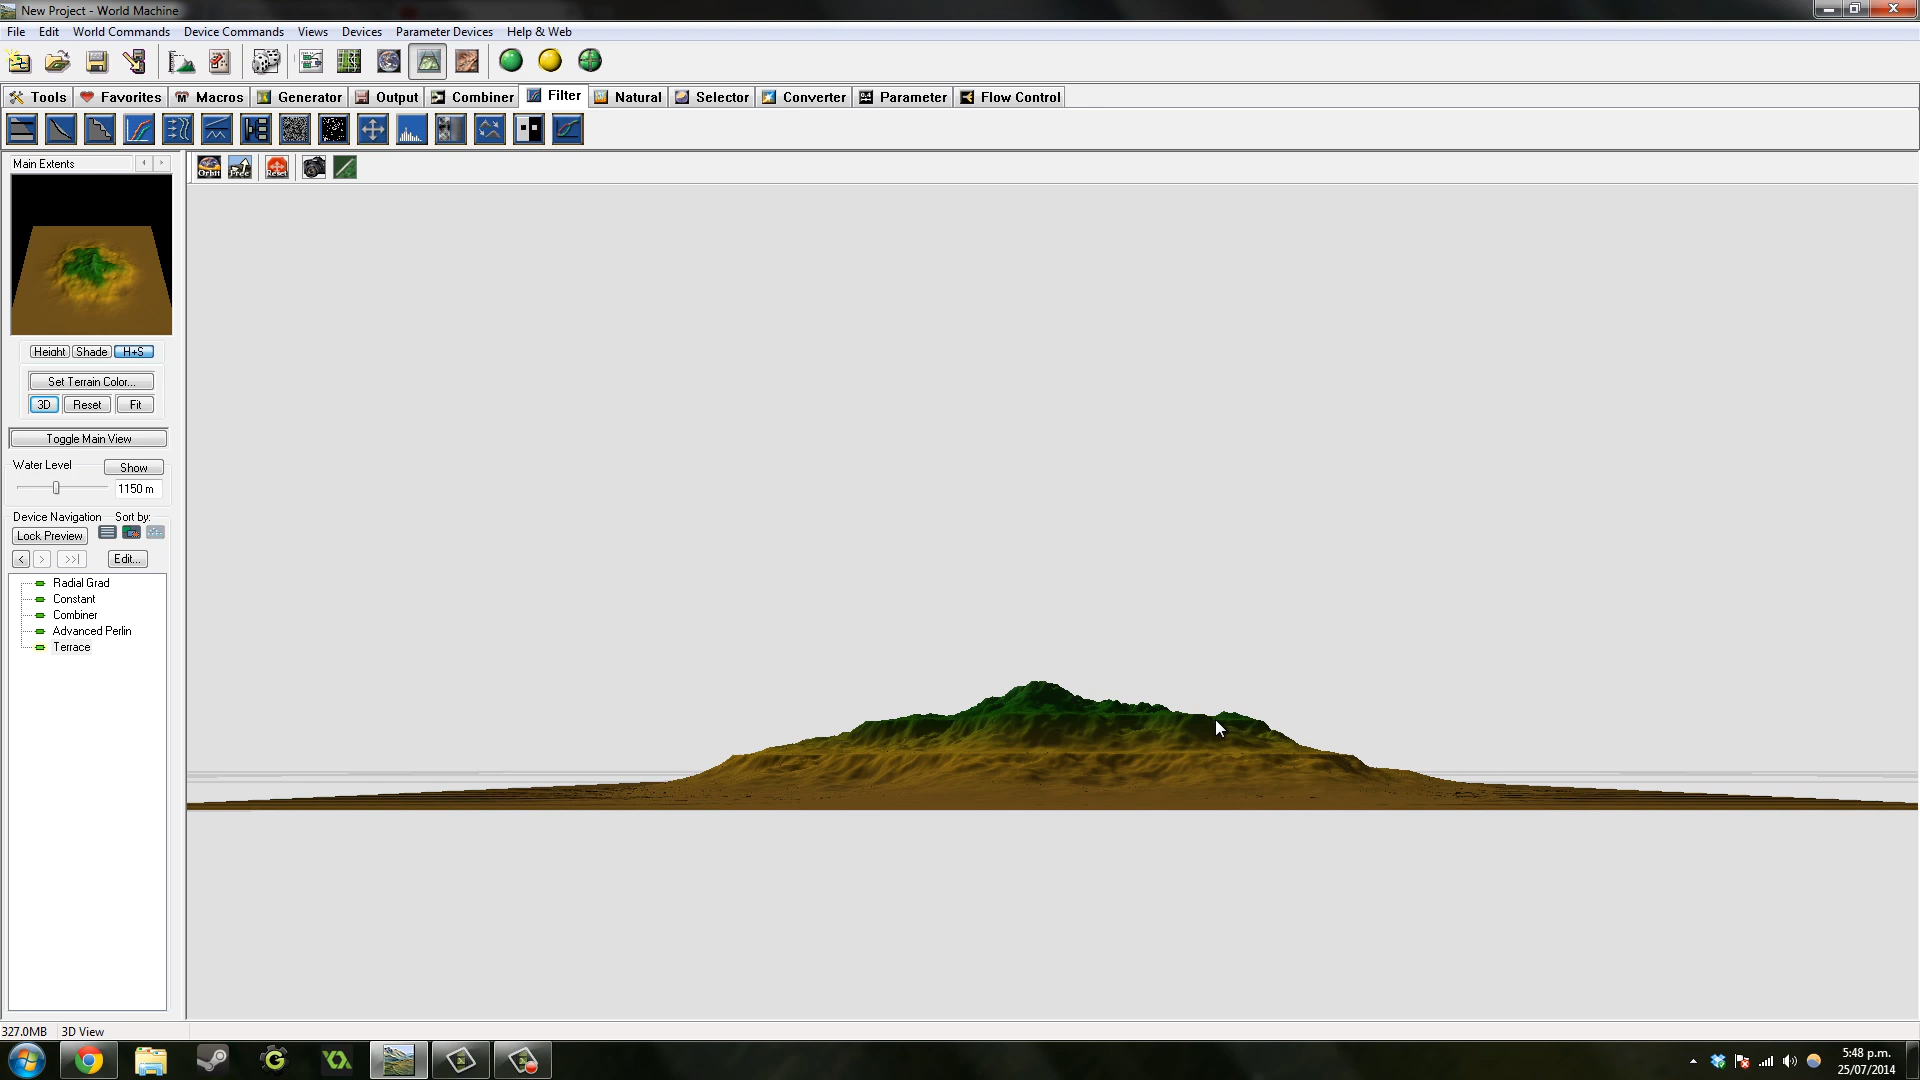 New Project - World Machine
File Edit World Commands Device Commands Views Devices Parameter Devices Help & Web
Tools Favorites Macros Generator Output Combiner Filter Natural Selector Converter Parameter Flow Control
Main Extents
Orbit Free Reset
Height Shade H+S
Set Terrain Color...
3D Reset Fit
Toggle Main View
Water Level Show
1150 m
Device Navigation Sort by:
Lock Preview
< > >>| Edit...
Radial Grad
Constant
Combiner
Advanced Perlin
Terrace
327.0MB 3D View
5:48 p.m.
25/07/2014